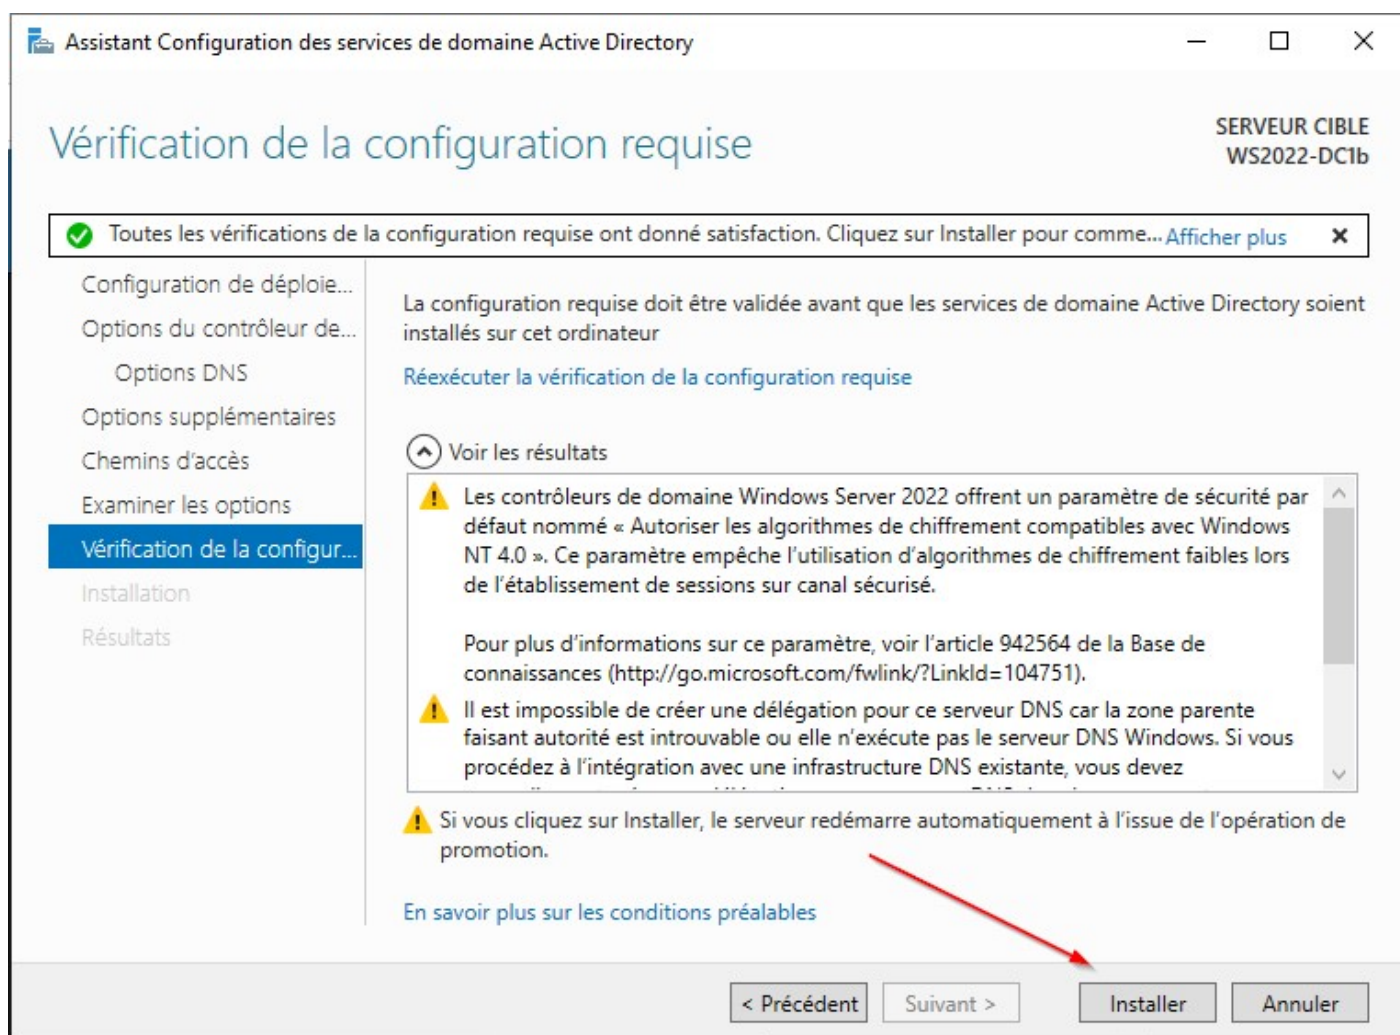 Assistant Configuration des services de domaine Active Directory
Vérification de la configuration requise
SERVEUR CIBLE
WS2022-DC1b
Toutes les vérifications de la configuration requise ont donné satisfaction. Cliquez sur Installer pour comme... Afficher plus
Configuration de déploie...
Options du contrôleur de...
Options DNS
Options supplémentaires
Chemins d'accès
Examiner les options
Vérification de la configur...
Installation
Résultats
La configuration requise doit être validée avant que les services de domaine Active Directory soient
installés sur cet ordinateur
Réexécuter la vérification de la configuration requise
Voir les résultats
Les contrôleurs de domaine Windows Server 2022 offrent un paramètre de sécurité par
défaut nommé « Autoriser les algorithmes de chiffrement compatibles avec Windows
NT 4.0 ». Ce paramètre empêche l'utilisation d'algorithmes de chiffrement faibles lors
de l'établissement de sessions sur canal sécurisé.
Pour plus d'informations sur ce paramètre, voir l'article 942564 de la Base de
connaissances (http://go.microsoft.com/fwlink/?LinkId=104751).
Il est impossible de créer une délégation pour ce serveur DNS car la zone parente
faisant autorité est introuvable ou elle n'exécute pas le serveur DNS Windows. Si vous
procédez à l'intégration avec une infrastructure DNS existante, vous devez
Si vous cliquez sur Installer, le serveur redémarre automatiquement à l'issue de l'opération de
promotion.
En savoir plus sur les conditions préalables
< Précédent
Suivant >
Installer
Annuler